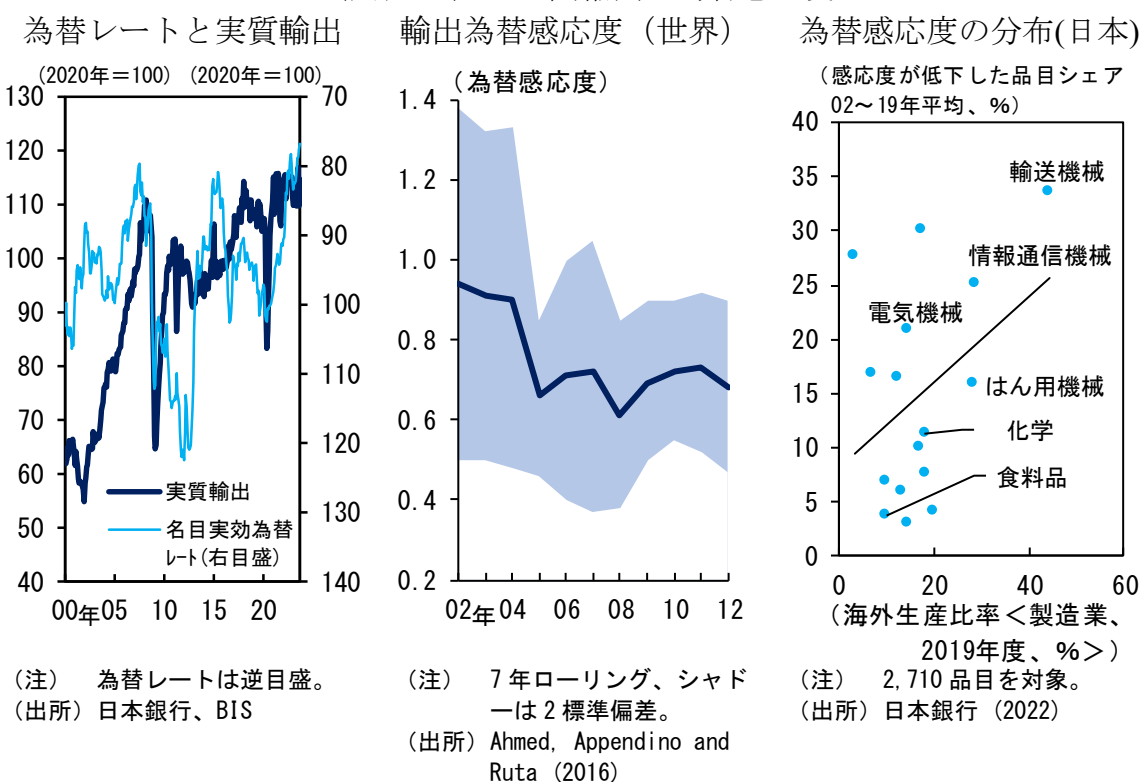 為替レートと実質輸出
（2020年＝100）（2020年＝100）
130
120
110
100
90
80
70
60
50
40
70
80
90
100
110
120
130
140
実質輸出
名目実効為替
ﾚｰﾄ(右目盛)
00年05 10 15 20
（注） 為替レートは逆目盛。
（出所）日本銀行、BIS
輸出為替感応度（世界）
（為替感応度）
1.4
1.2
1.0
0.8
0.6
0.4
0.2
02年04 06 08 10 12
（注） 7年ローリング、シャド
ーは2標準偏差。
（出所）Ahmed, Appendino and
Ruta (2016)
為替感応度の分布(日本)
（感応度が低下した品目シェア
02～19年平均、%）
40
35
30
25
20
15
10
5
0
輸送機械
情報通信機械
電気機械
はん用機械
化学
食料品
0 20 40 60
（海外生産比率＜製造業、
2019年度、%＞）
（注） 2,710品目を対象。
（出所）日本銀行（2022）